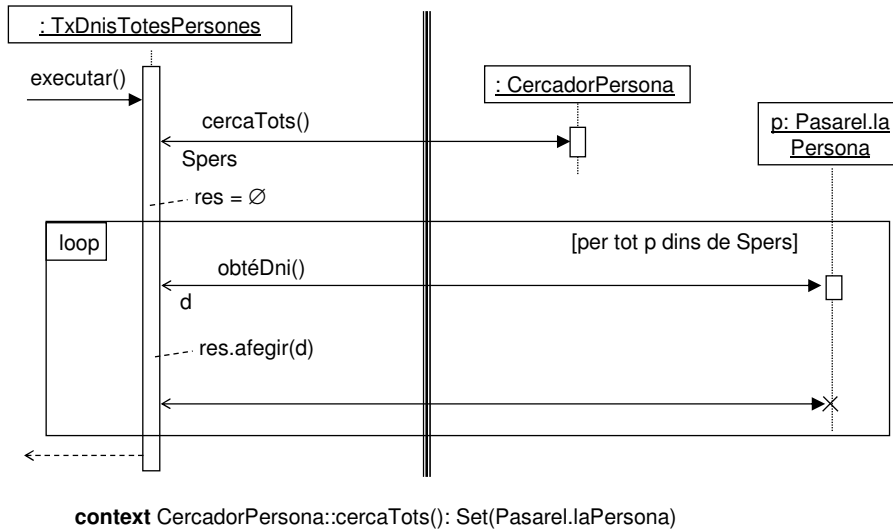 : TxDnisTotesPersones
executar()
: CercadorPersona
cercaTots()
p: Pasarel.la
Persona
Spers
res = ∅
loop
[per tot p dins de Spers]
obtéDni()
d
res.afegir(d)
context CercadorPersona::cercaTots(): Set(Pasarel.laPersona)